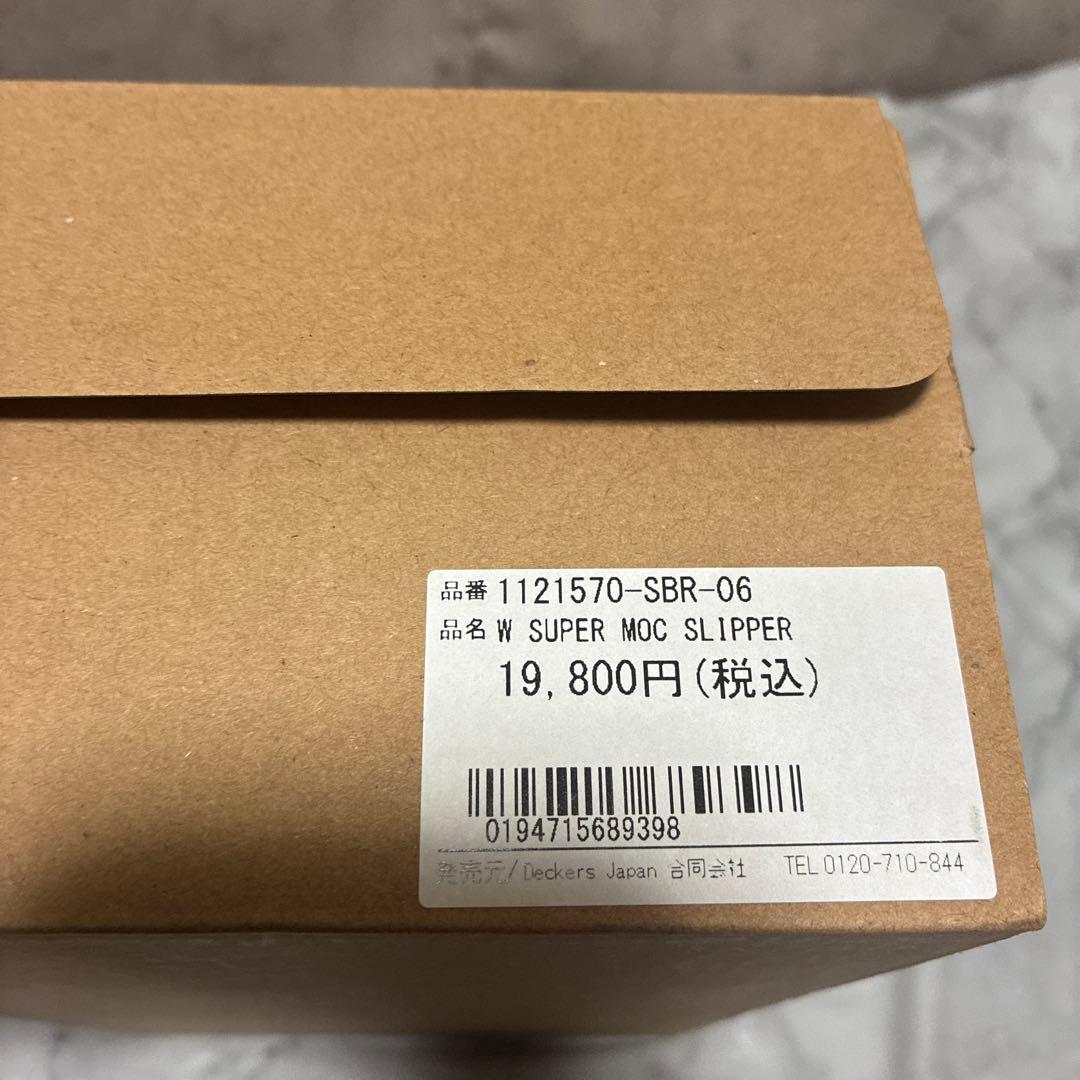 品番 1121570-SBR-06
品名 W SUPER MOC SLIPPER
19,800円(税込)
0194715689398
発売元/Deckers Japan 合同会社 TEL 0120-710-844